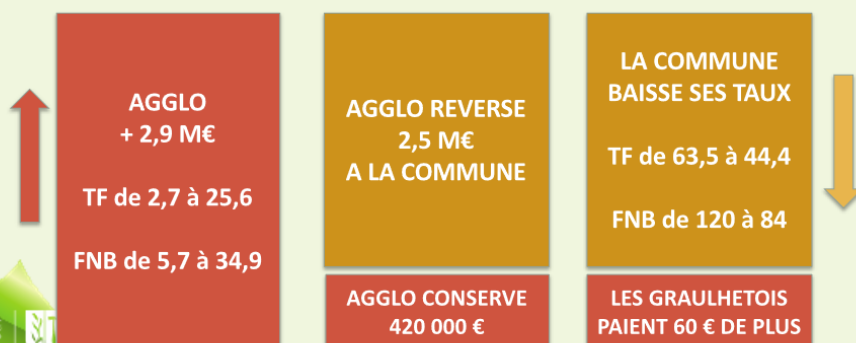 AGGLO
+ 2,9 M€
TF de 2,7 à 25,6
FNB de 5,7 à 34,9
AGGLO REVERSE
2,5 M€
A LA COMMUNE
AGGLO CONSERVE
420 000 €
LA COMMUNE
BAISSE SES TAUX
TF de 63,5 à 44,4
FNB de 120 à 84
LES GRAULHETOIS
PAIENT 60 € DE PLUS